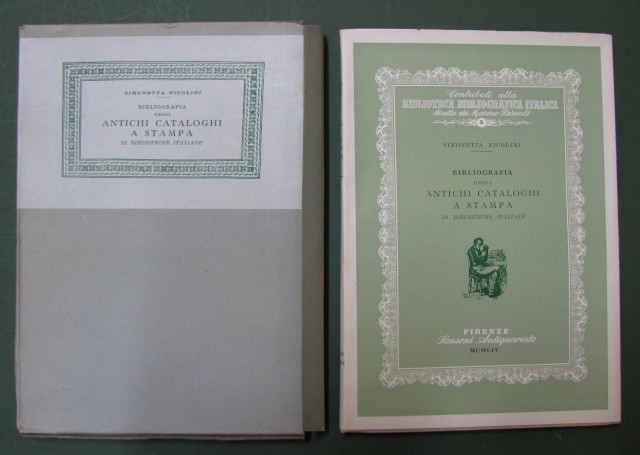 SIMONETTA NICOLINI
BIBLIOGRAFIA
DEGLI
ANTICHI CATALOGHI
A STAMPA
DI BIBLIOTECHE ITALIANE
Contributi alla
BIBLIOTECA BIBLIOGRAFICA ITALICA
diretta da Marino Parenti
5
SIMONETTA NICOLINI
BIBLIOGRAFIA
DEGLI
ANTICHI CATALOGHI
A STAMPA
DI BIBLIOTECHE ITALIANE
FIRENZE
Sansoni Antiquariato
MCMLIV